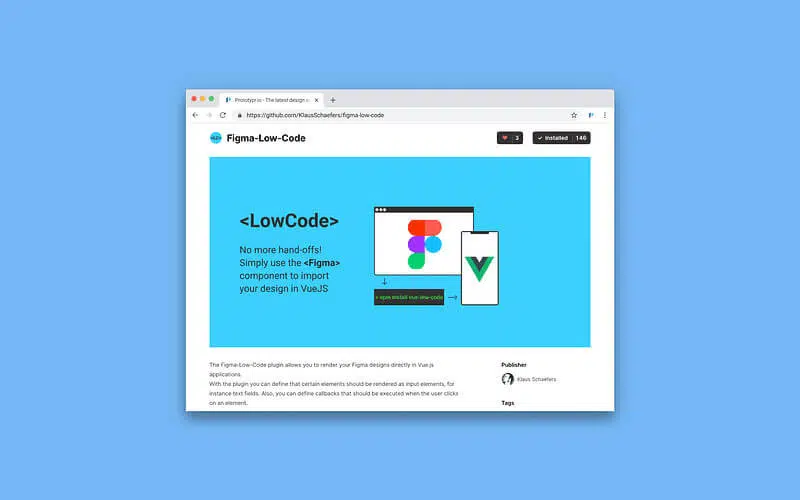 Prototypr.io - The latest design
https://github.com/KlausSchaefers/figma-low-code
Figma-Low-Code
3
Installed
146
<LowCode>
No more hand-offs!
Simply use the <Figma>
component to import
your design in VueJS
npm install vue-low-code
The Figma-Low-Code plugin allows you to render your Figma designs directly in Vue.js
applications.
With the plugin you can define that certain elements should be rendered as input elements, for
instance text fields. Also, you can define callbacks that should be executed when the user clicks
on an element.
Publisher
Klaus Schaefers
Tags